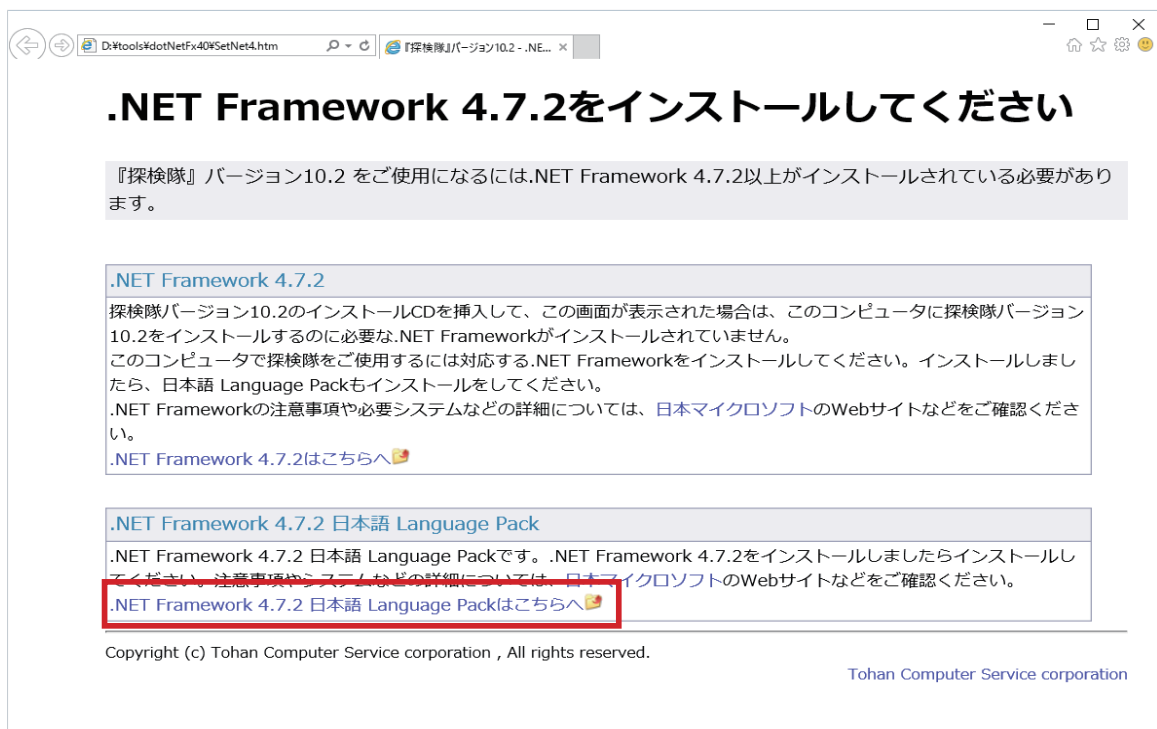 D:¥tools¥dotNetFx40¥SetNet4.htm
『探検隊』バージョン10.2 - .NE...
.NET Framework 4.7.2をインストールしてください
『探検隊』バージョン10.2 をご使用になるには.NET Framework 4.7.2以上がインストールされている必要があり
ます。
.NET Framework 4.7.2
探検隊バージョン10.2のインストールCDを挿入して、この画面が表示された場合は、このコンピュータに探検隊バージョン
10.2をインストールするのに必要な.NET Frameworkがインストールされていません。
このコンピュータで探検隊をご使用するには対応する.NET Frameworkをインストールしてください。インストールしまし
たら、日本語 Language Packもインストールをしてください。
.NET Frameworkの注意事項や必要システムなどの詳細については、日本マイクロソフトのWebサイトなどをご確認くださ
い。
.NET Framework 4.7.2はこちらへ
.NET Framework 4.7.2 日本語 Language Pack
.NET Framework 4.7.2 日本語 Language Packです。.NET Framework 4.7.2をインストールしましたらインストールし
てください。注意事項やシステムなどの詳細については、日本マイクロソフトのWebサイトなどをご確認ください。
.NET Framework 4.7.2 日本語 Language Packはこちらへ
Copyright (c) Tohan Computer Service corporation , All rights reserved.
Tohan Computer Service corporation